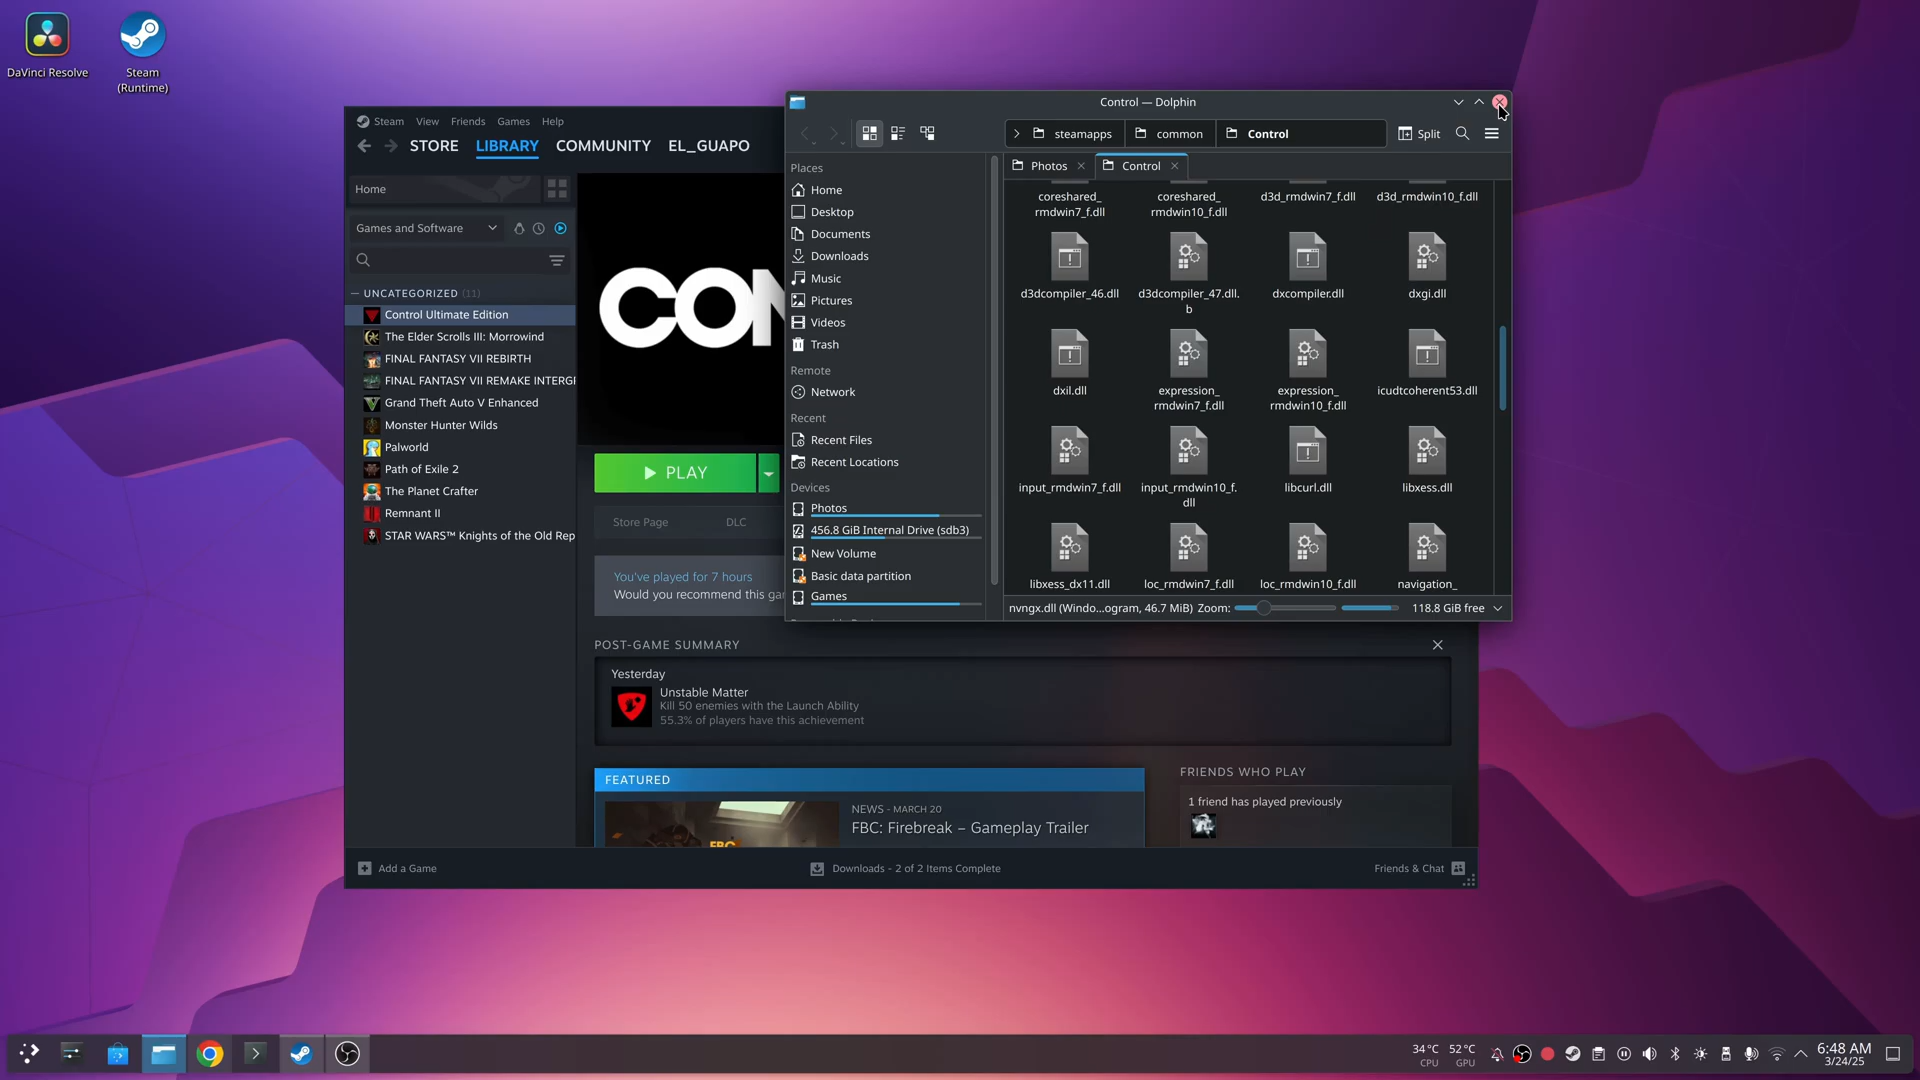 DaVinci Resolve
Steam
(Runtime)
Steam View Friends Games Help
STORE LIBRARY COMMUNITY EL_GUAPO
Home
Games and Software
UNCATEGORIZED (11)
Control Ultimate Edition
The Elder Scrolls III: Morrowind
FINAL FANTASY VII REBIRTH
FINAL FANTASY VII REMAKE INTERGR
Grand Theft Auto V Enhanced
Monster Hunter Wilds
Palworld
Path of Exile 2
The Planet Crafter
Remnant II
STAR WARS™ Knights of the Old Rep
CON
PLAY
Store Page DLC
You've played for 7 hours
Would you recommend this gam
POST-GAME SUMMARY
Yesterday
Unstable Matter
Kill 50 enemies with the Launch Ability
55.3% of players have this achievement
FEATURED
NEWS - MARCH 20
FBC: Firebreak – Gameplay Trailer
FBC
FRIENDS WHO PLAY
1 friend has played previously
Add a Game
Downloads - 2 of 2 Items Complete
Friends & Chat
Control — Dolphin
steamapps common Control
Split
Photos Control
Places
Home
Desktop
Documents
Downloads
Music
Pictures
Videos
Trash
Remote
Network
Recent
Recent Files
Recent Locations
Devices
Photos
456.8 GiB Internal Drive (sdb3)
New Volume
Basic data partition
Games
coreshared_
rmdwin7_f.dll
coreshared_
rmdwin10_f.dll
d3d_rmdwin7_f.dll
d3d_rmdwin10_f.dll
d3dcompiler_46.dll
d3dcompiler_47.dll.
b
dxcompiler.dll
dxgi.dll
dxil.dll
expression_
rmdwin7_f.dll
expression_
rmdwin10_f.dll
icudtcoherent53.dll
input_rmdwin7_f.dll
input_rmdwin10_f.
dll
libcurl.dll
libxess.dll
libxess_dx11.dll
loc_rmdwin7_f.dll
loc_rmdwin10_f.dll
navigation_
nvngx.dll (Windo...ogram, 46.7 MiB) Zoom:
118.8 GiB free
34°C 52°C
CPU GPU
6:48 AM
3/24/25